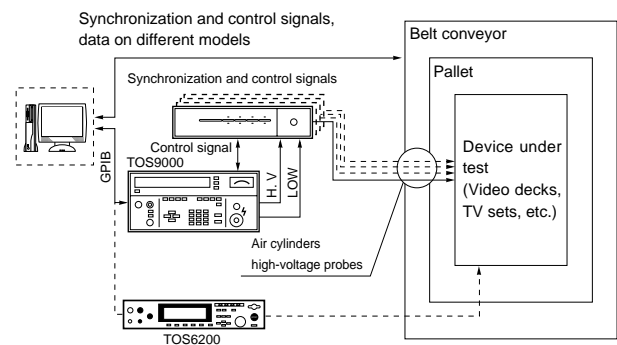 Synchronization and control signals,
data on different models
Belt conveyor
Pallet
Synchronization and control signals
Control signal
TOS9000
GPIB
H. V
LOW
Device under
test
(Video decks,
TV sets, etc.)
Air cylinders
high-voltage probes
TOS6200